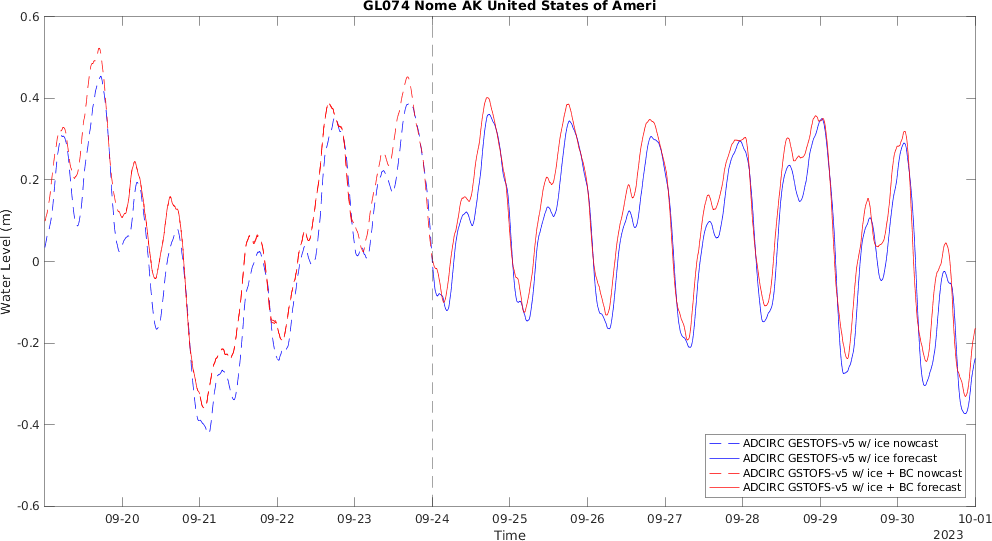 GL074 Nome AK United States of Ameri
0.6
0.4
0.2
0
-0.2
-0.4
-0.6
Water Level (m)
ADCIRC GESTOFS-v5 w/ ice nowcast
ADCIRC GESTOFS-v5 w/ ice forecast
ADCIRC GSTOFS-v5 w/ ice + BC nowcast
ADCIRC GSTOFS-v5 w/ ice + BC forecast
09-20 09-21 09-22 09-23 09-24 09-25 09-26 09-27 09-28 09-29 09-30 10-01
Time
2023